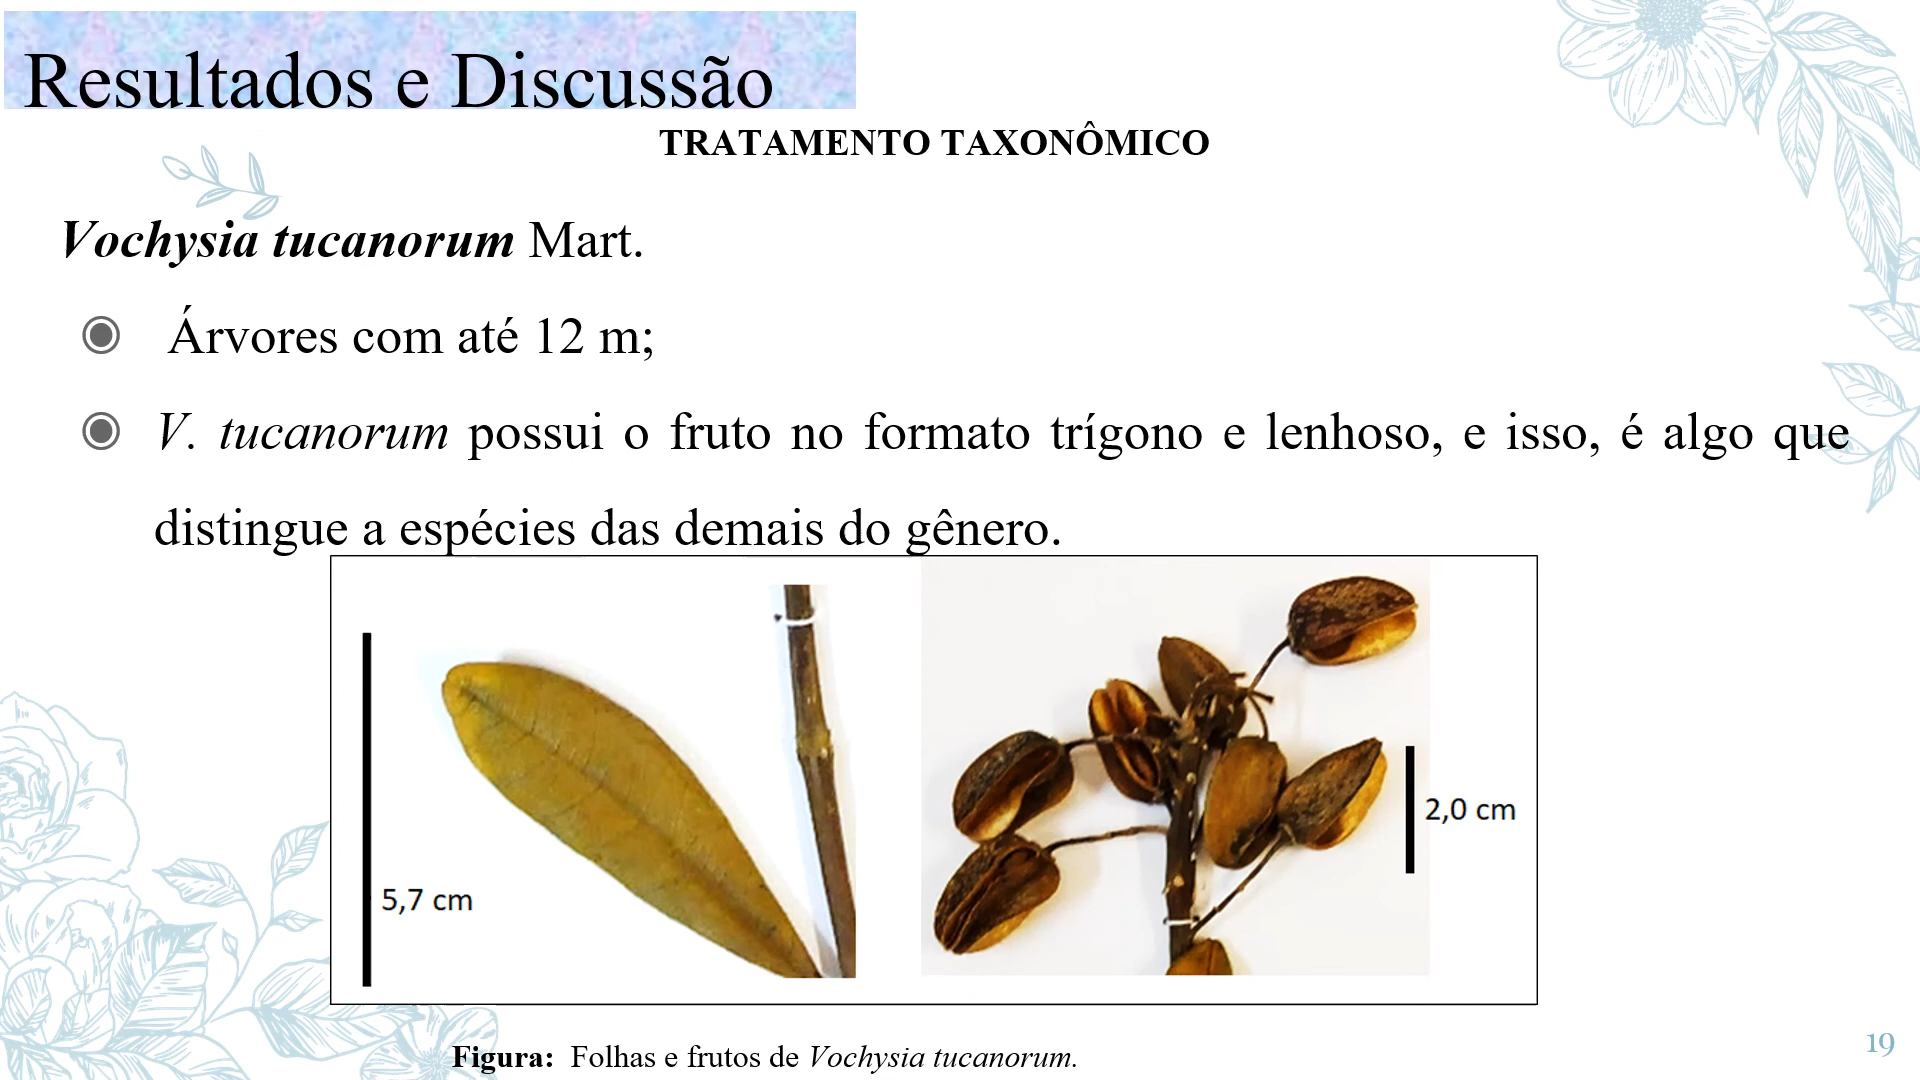 Resultados e Discussão
TRATAMENTO TAXONÔMICO
Vochysia tucanorum Mart.
Árvores com até 12 m;
V. tucanorum possui o fruto no formato trígono e lenhoso, e isso, é algo que
distingue a espécies das demais do gênero.
5,7 cm
2,0 cm
Figura: Folhas e frutos de Vochysia tucanorum.
19